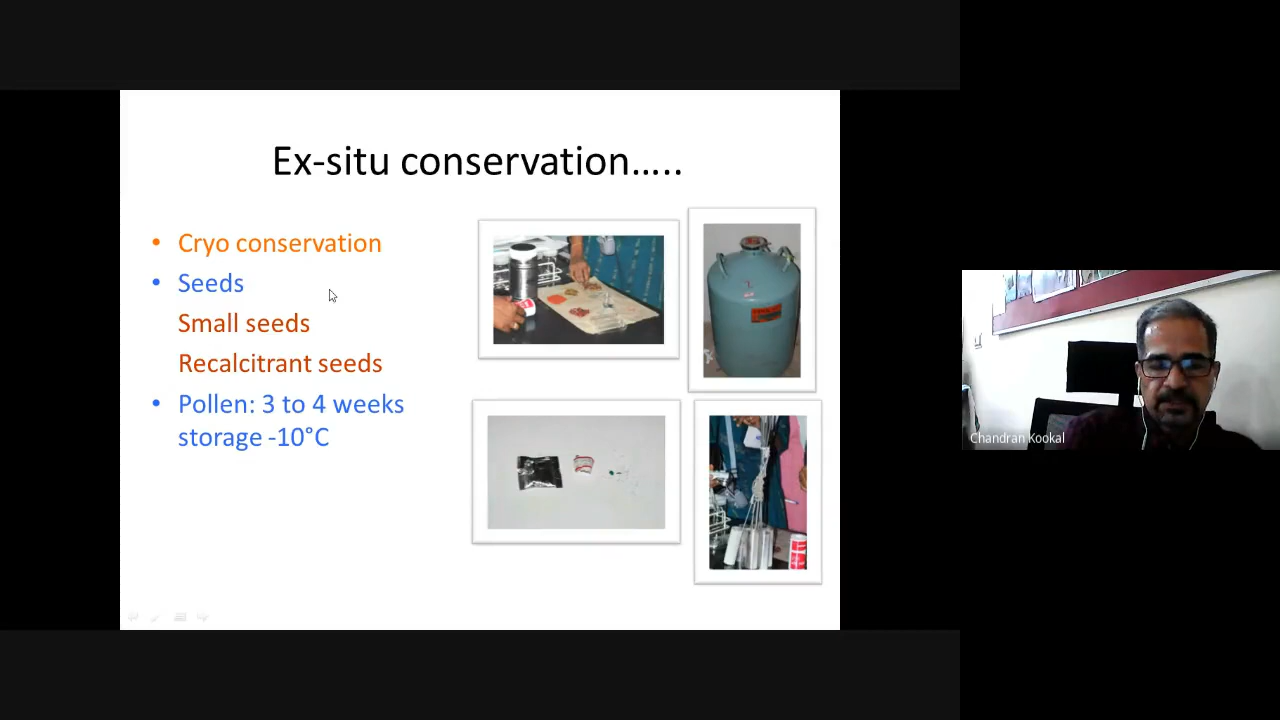 Ex-situ conservation.....
• Cryo conservation
• Seeds
Small seeds
Recalcitrant seeds
• Pollen: 3 to 4 weeks
storage -10°C
Chandran Kookal